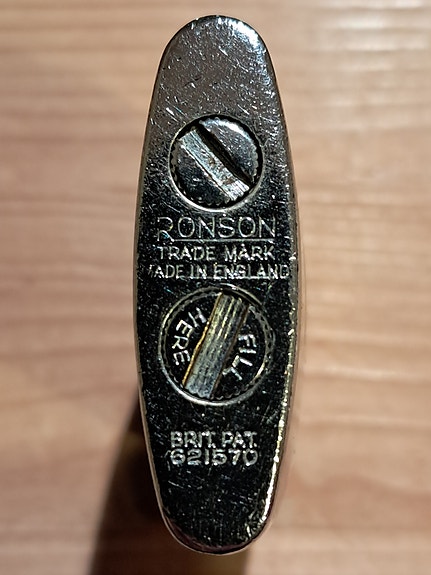 RONSON
TRADE MARK
MADE IN ENGLAND
FILL
HERE
BRIT. PAT.
621570